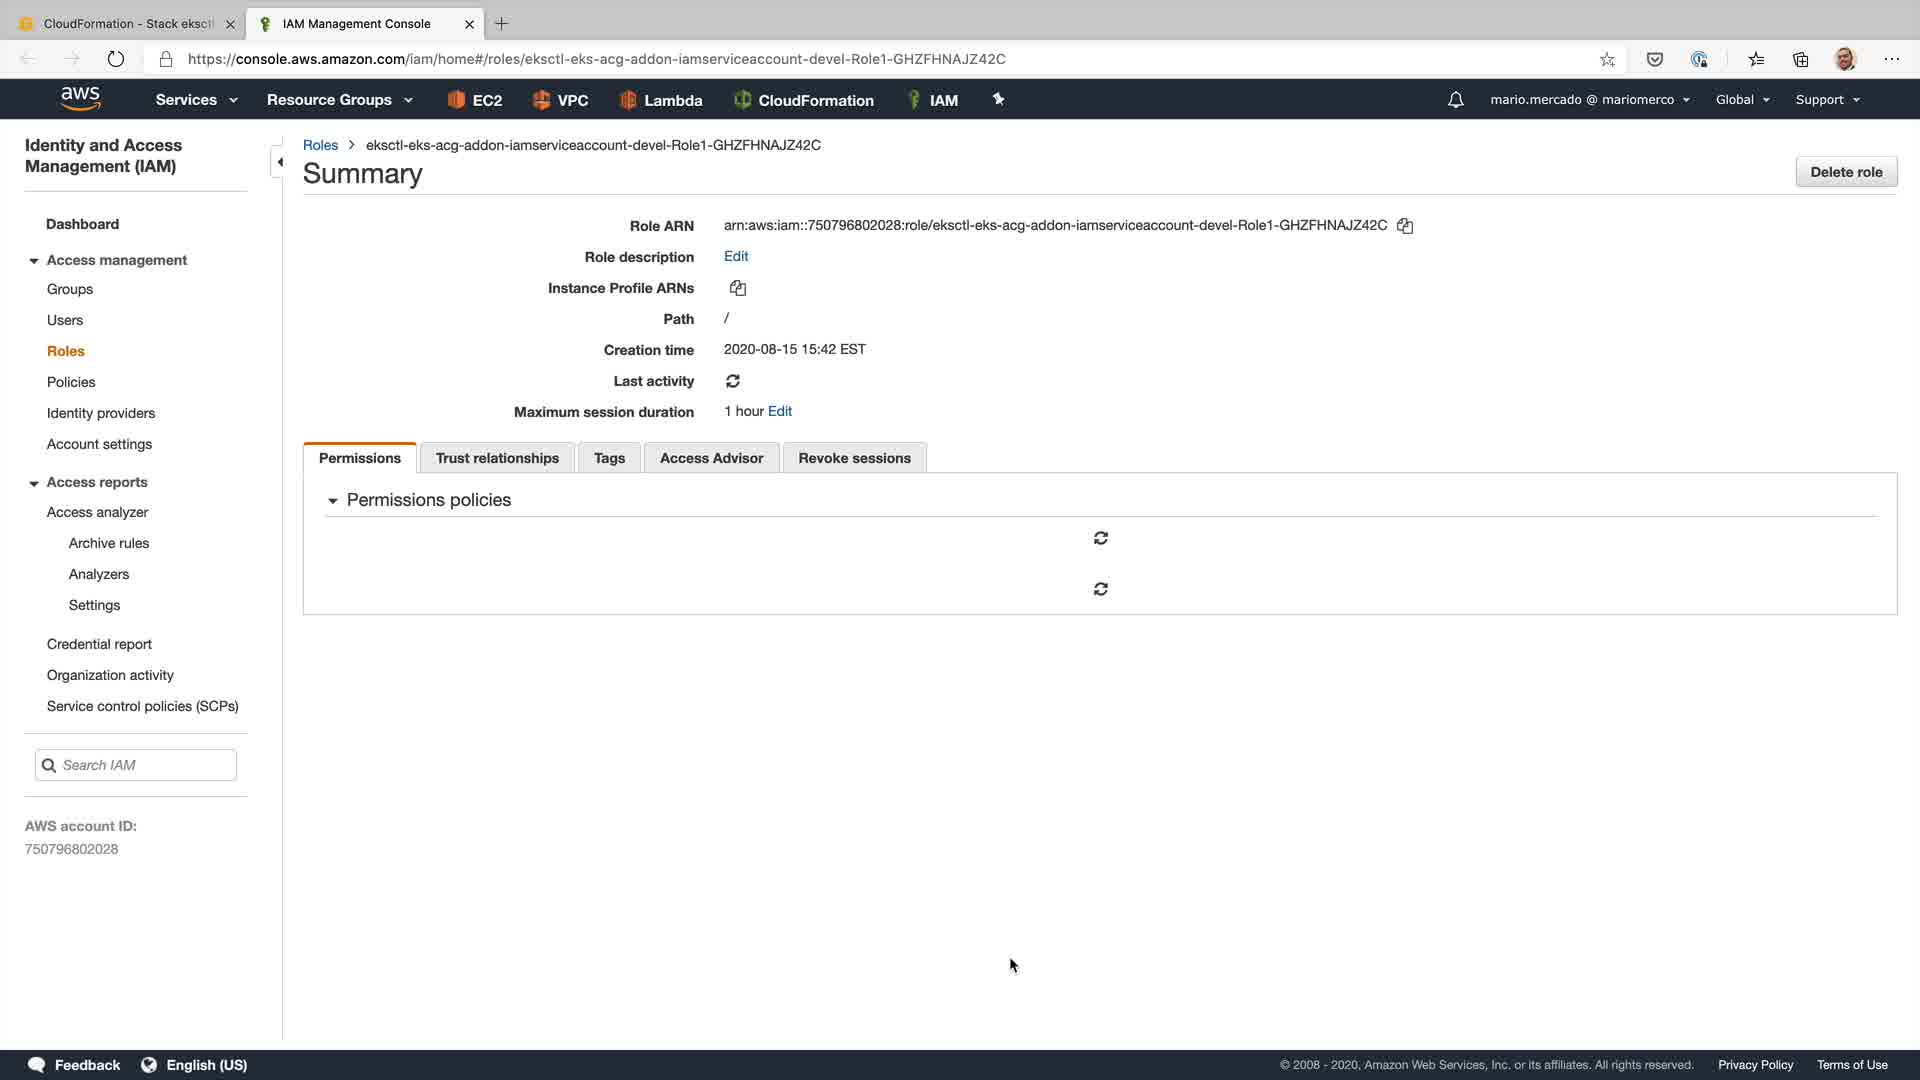 CloudFormation - Stack eksctl
IAM Management Console
https://console.aws.amazon.com/iam/home#/roles/eksctl-eks-acg-addon-iamserviceaccount-devel-Role1-GHZFHNAJZ42C
aws
Services
Resource Groups
EC2
VPC
Lambda
CloudFormation
IAM
mario.mercado @ mariomerco
Global
Support
Identity and Access
Management (IAM)
Dashboard
Access management
Groups
Users
Roles
Policies
Identity providers
Account settings
Access reports
Access analyzer
Archive rules
Analyzers
Settings
Credential report
Organization activity
Service control policies (SCPs)
Search IAM
AWS account ID:
750796802028
Roles > eksctl-eks-acg-addon-iamserviceaccount-devel-Role1-GHZFHNAJZ42C
Summary
Delete role
Role ARN arn:aws:iam::750796802028:role/eksctl-eks-acg-addon-iamserviceaccount-devel-Role1-GHZFHNAJZ42C
Role description Edit
Instance Profile ARNs
Path /
Creation time 2020-08-15 15:42 EST
Last activity
Maximum session duration 1 hour Edit
Permissions
Trust relationships
Tags
Access Advisor
Revoke sessions
Permissions policies
Feedback
English (US)
© 2008 - 2020, Amazon Web Services, Inc. or its affiliates. All rights reserved.
Privacy Policy
Terms of Use